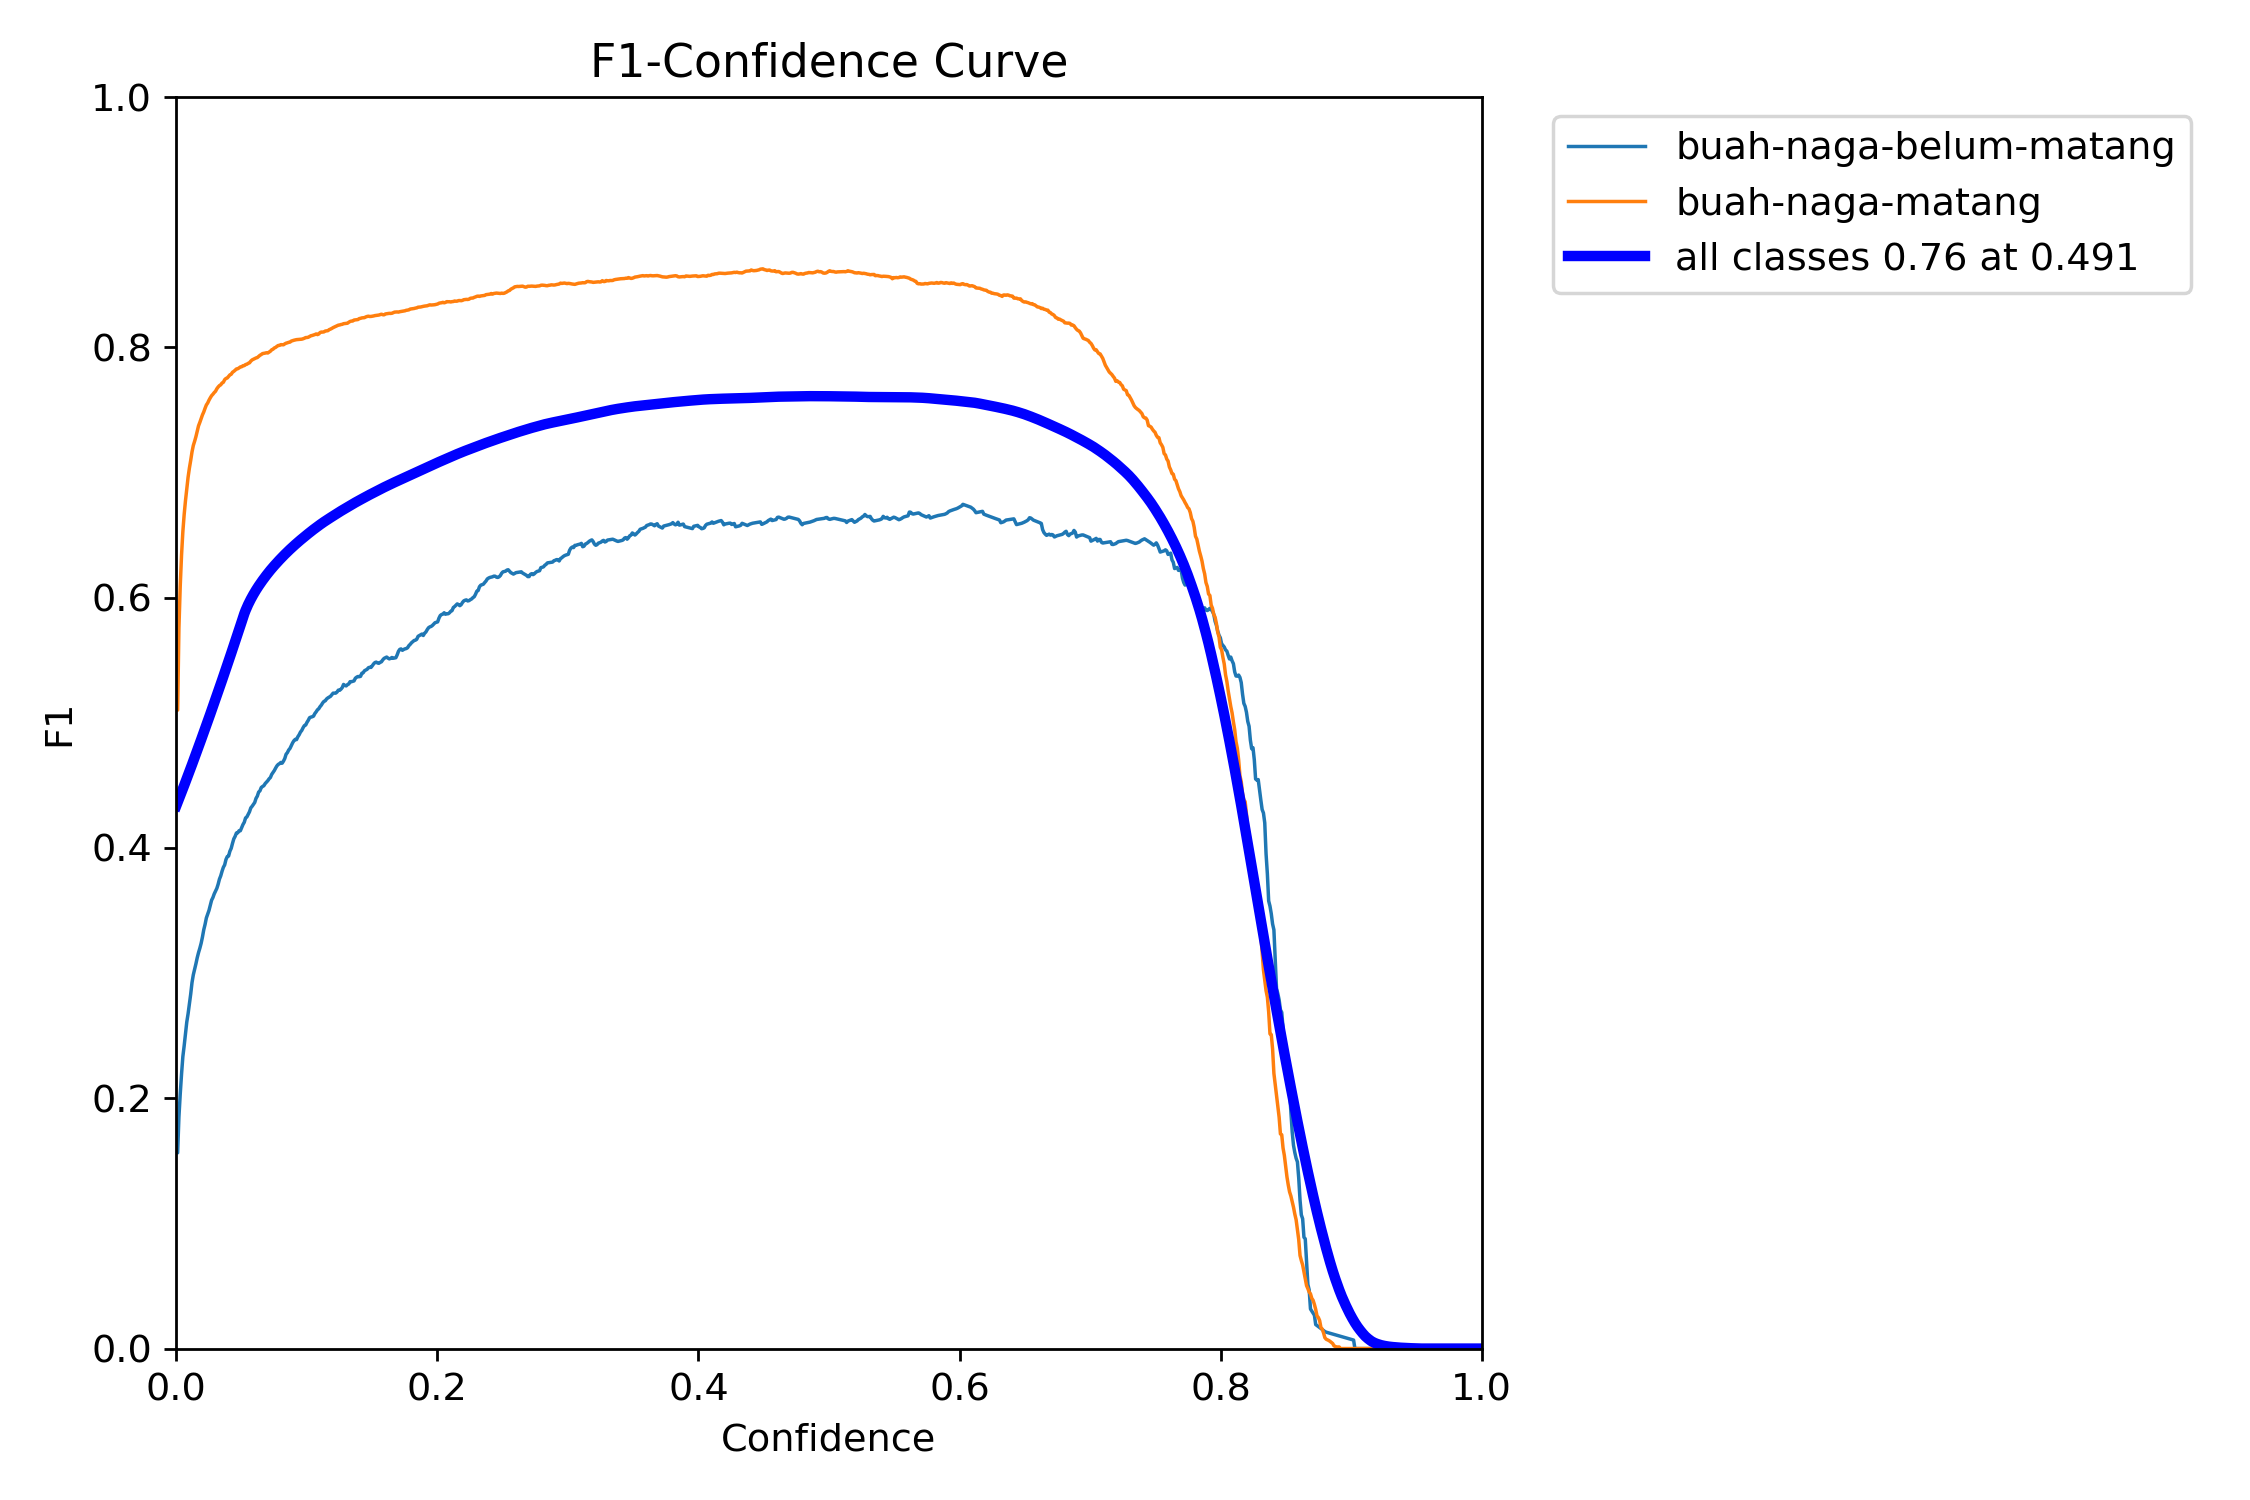 F1-Confidence Curve
1.0
0.8
0.6
0.4
0.2
0.0
F1
0.0 0.2 0.4 0.6 0.8 1.0
Confidence
buah-naga-belum-matang
buah-naga-matang
all classes 0.76 at 0.491